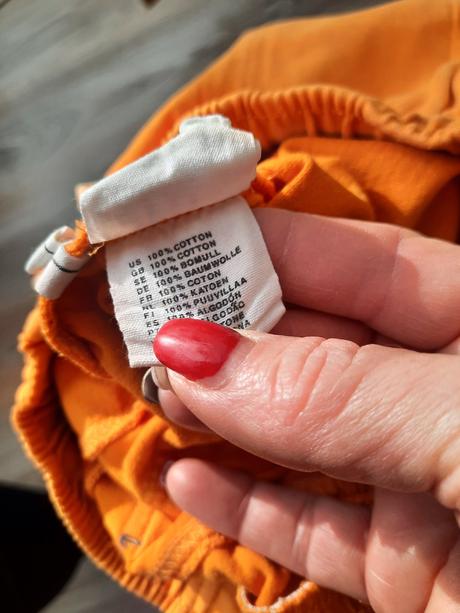 US 100% COTTON
GB 100% COTTON
SE 100% BOMULL
DE 100% BAUMWOLLE
FR 100% COTON
NL 100% KATOEN
FI 100% PUUVILLAA
ES 100% ALGODÓN
ALGODAO